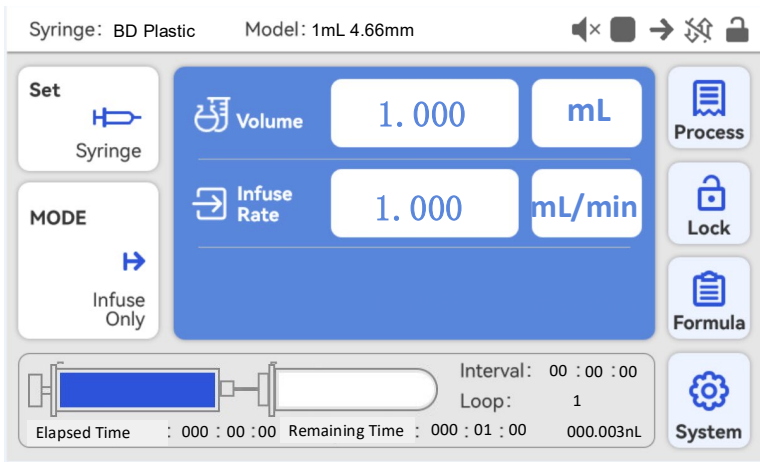 Syringe: BD Plastic Model: 1mL 4.66mm
Set
Syringe
Volume 1.000 mL
Process
MODE
Infuse
Only
Infuse
Rate 1.000 mL/min
Lock
Formula
Interval: 00 :00 :00
Loop: 1
Elapsed Time : 000 : 00 :00 Remaining Time : 000 : 01 : 00 000.003nL
System